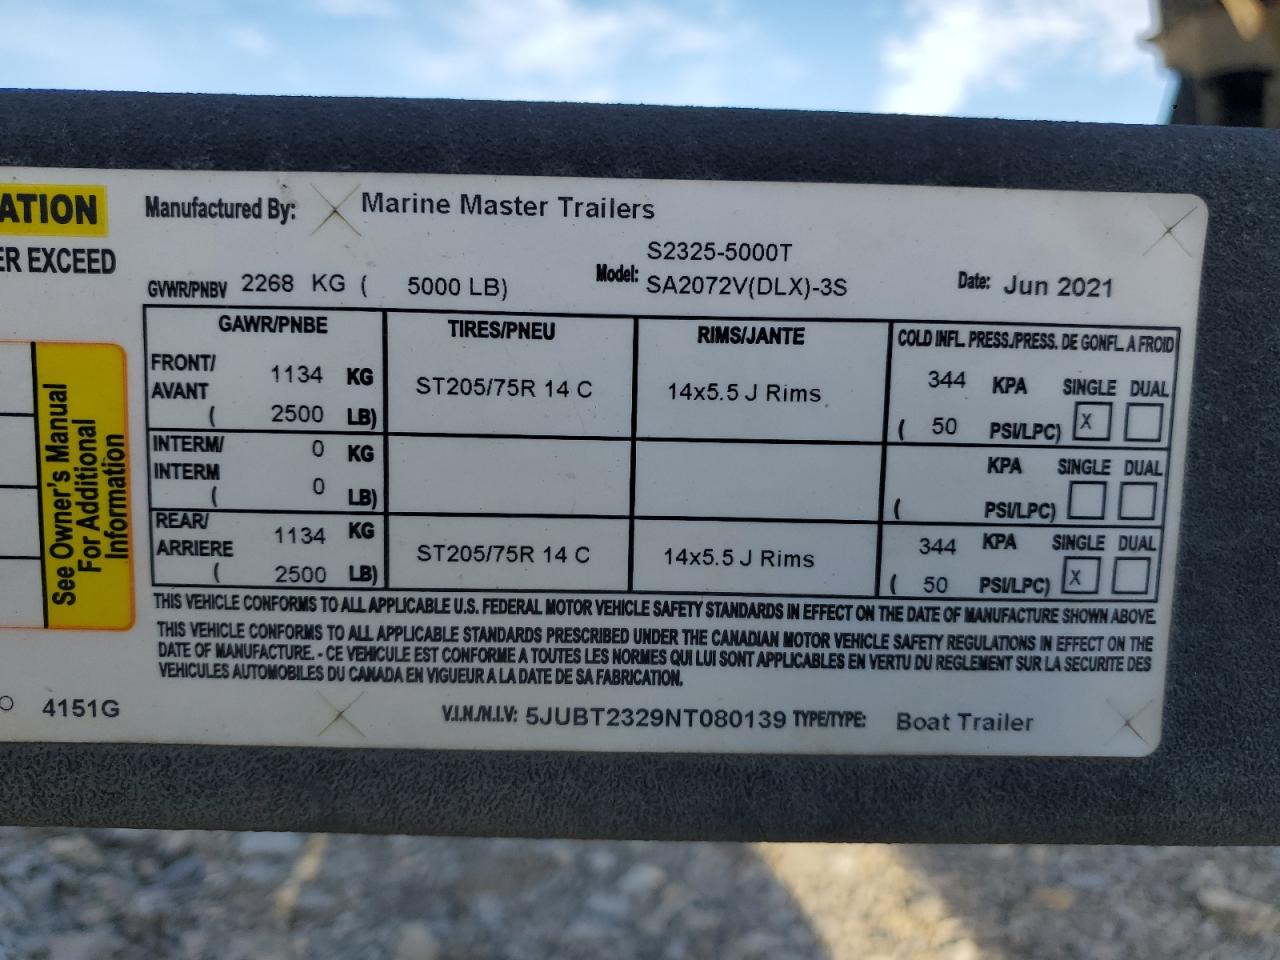 ATION
ER EXCEED
See Owner's Manual
For Additional
Information
4151G
Manufactured By: Marine Master Trailers
S2325-5000T
GVWR/PNBV 2268 KG ( 5000 LB) Model: SA2072V(DLX)-3S Date: Jun 2021
GAWR/PNBE TIRES/PNEU RIMS/JANTE COLD INFL. PRESS./PRESS. DE GONFL. A FROID
FRONT/ 1134 KG ST205/75R 14 C 14x5.5 J Rims 344 KPA SINGLE DUAL
AVANT ( 2500 LB) ( 50 PSI/LPC) X
INTERM/ 0 KG KPA SINGLE DUAL
INTERM ( 0 LB) ( PSI/LPC)
REAR/ 1134 KG ST205/75R 14 C 14x5.5 J Rims 344 KPA SINGLE DUAL
ARRIERE ( 2500 LB) ( 50 PSI/LPC) X
THIS VEHICLE CONFORMS TO ALL APPLICABLE U.S. FEDERAL MOTOR VEHICLE SAFETY STANDARDS IN EFFECT ON THE DATE OF MANUFACTURE SHOWN ABOVE.
THIS VEHICLE CONFORMS TO ALL APPLICABLE STANDARDS PRESCRIBED UNDER THE CANADIAN MOTOR VEHICLE SAFETY REGULATIONS IN EFFECT ON THE
DATE OF MANUFACTURE. - CE VEHICULE EST CONFORME A TOUTES LES NORMES QUI LUI SONT APPLICABLES EN VERTU DU REGLEMENT SUR LA SECURITE DES
VEHICULES AUTOMOBILES DU CANADA EN VIGUEUR A LA DATE DE SA FABRICATION.
V.I.N./N.I.V: 5JUBT2329NT080139 TYPE/TYPE: Boat Trailer